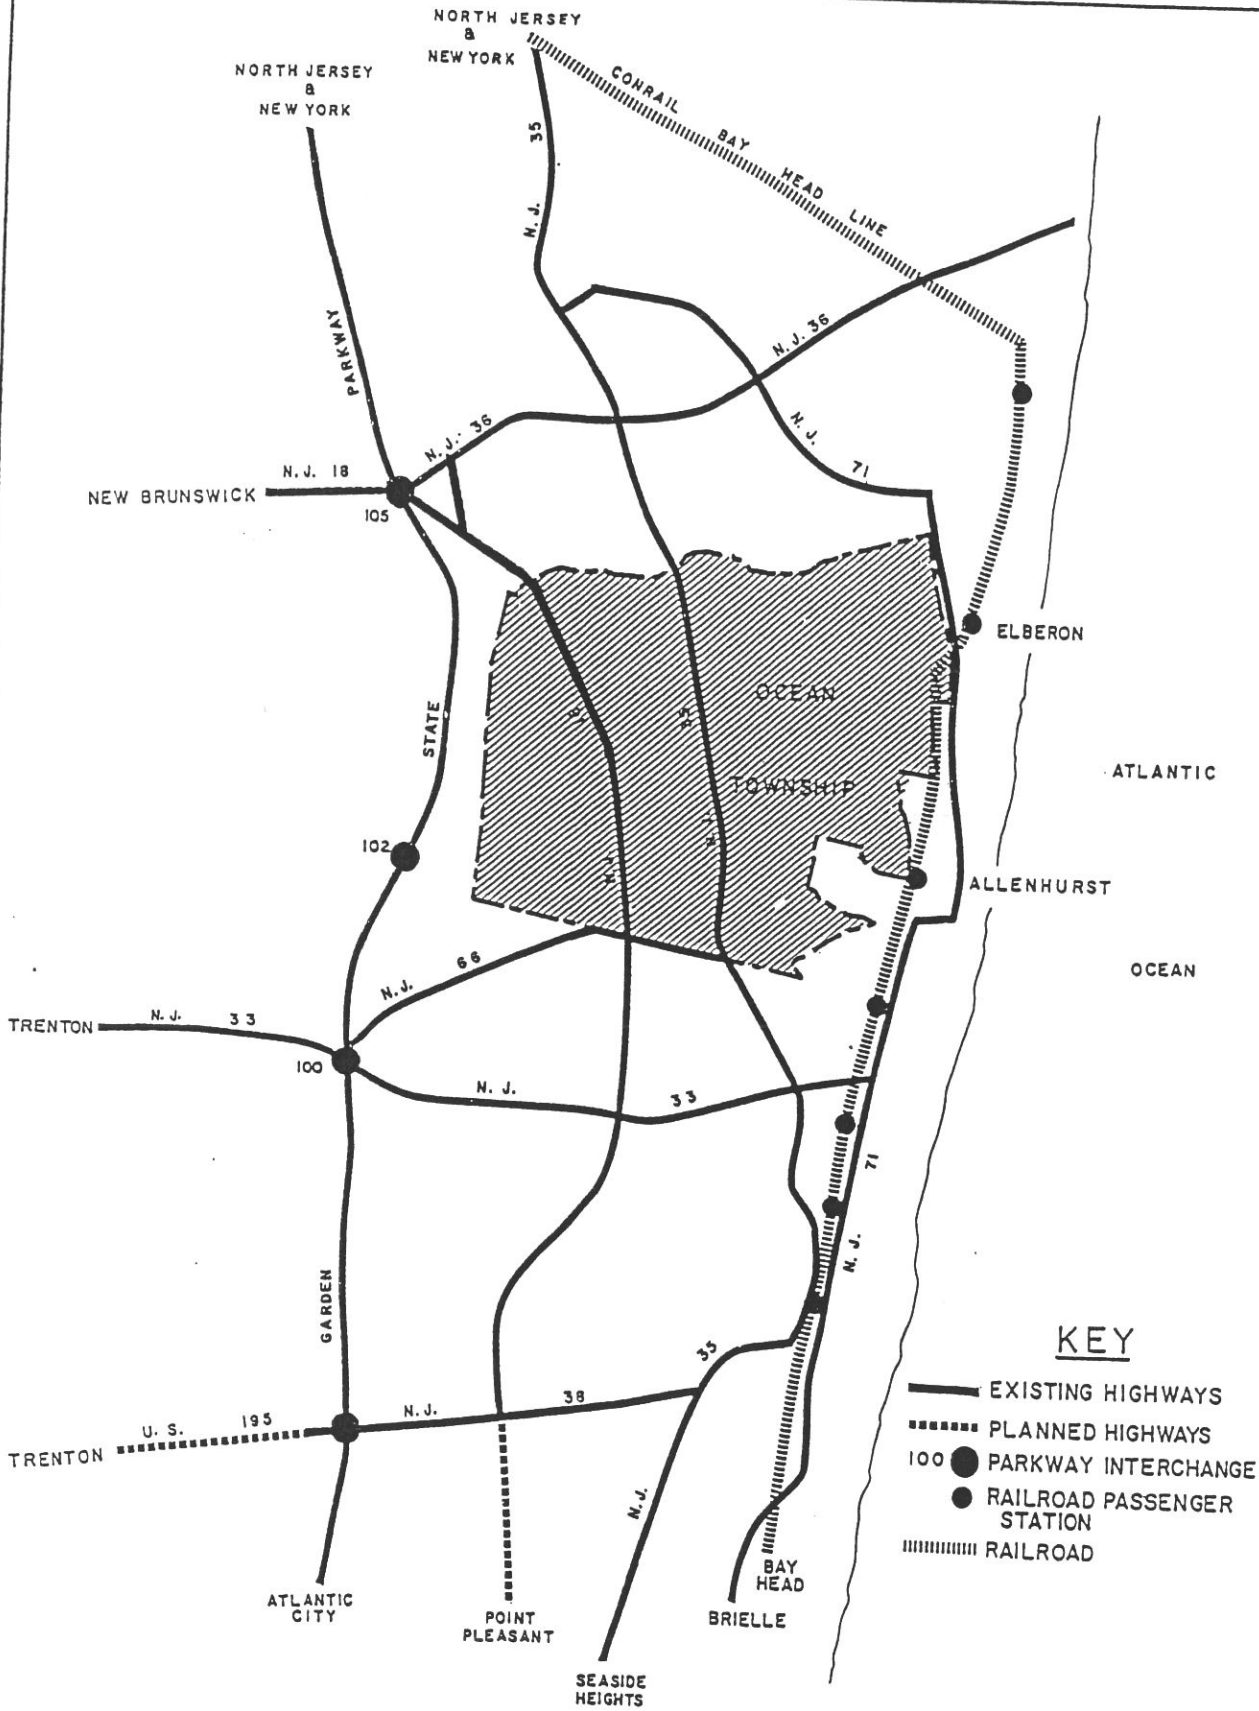 NORTH JERSEY
&
NEW YORK
NORTH JERSEY
&
NEW YORK
CONRAIL BAY HEAD LINE
N.J. 35
PARKWAY
N.J. 36
N.J. 36
N.J. 71
N.J. 18
NEW BRUNSWICK
105
ELBERON
OCEAN
TOWNSHIP
N.J. 35
N.J.
STATE
ATLANTIC
OCEAN
102
ALLENHURST
N.J. 66
TRENTON
N.J. 33
100
N.J. 33
N.J. 71
GARDEN
N.J. 35
U.S. 195
N.J. 38
TRENTON
ATLANTIC
CITY
POINT
PLEASANT
SEASIDE
HEIGHTS
BRIELLE
BAY
HEAD
KEY
EXISTING HIGHWAYS
PLANNED HIGHWAYS
100 PARKWAY INTERCHANGE
RAILROAD PASSENGER
STATION
RAILROAD